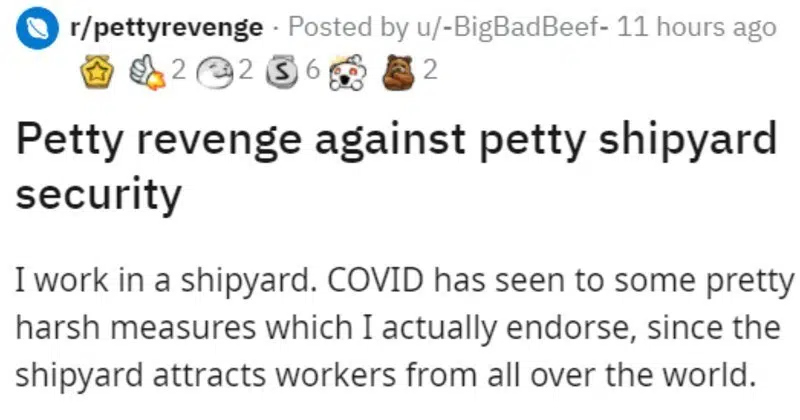 r/pettyrevenge · Posted by u/-BigBadBeef- 11 hours ago
2 2 S 6 2
Petty revenge against petty shipyard
security
I work in a shipyard. COVID has seen to some pretty
harsh measures which I actually endorse, since the
shipyard attracts workers from all over the world.